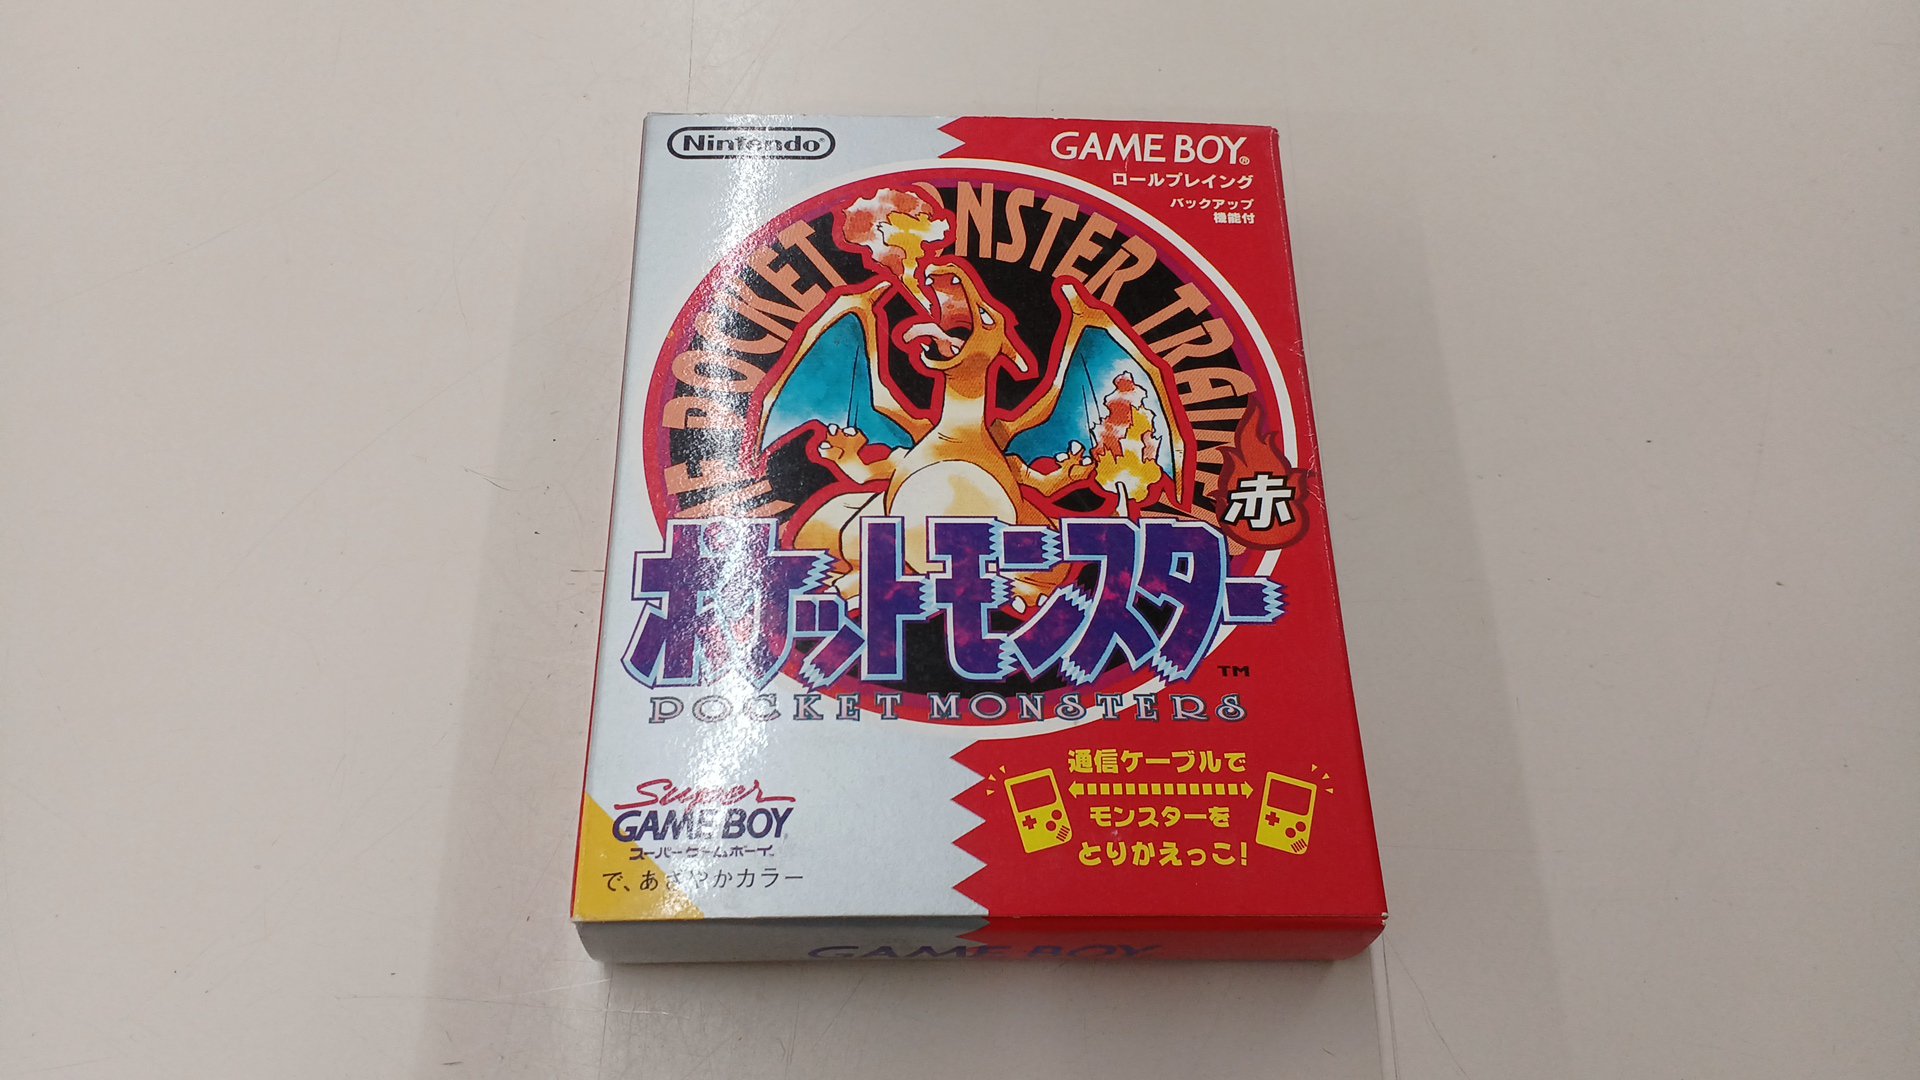 Nintendo®
GAME BOY®
ロールプレイング
バックアップ
機能付
POCKET MONSTER
赤
ポケットモンスター
TM
POCKET MONSTERS
通信ケーブルで
モンスターを
とりかえっこ!
Super
GAME BOY
スーパーゲームボーイ
で、あざやかカラー
GAME BOY